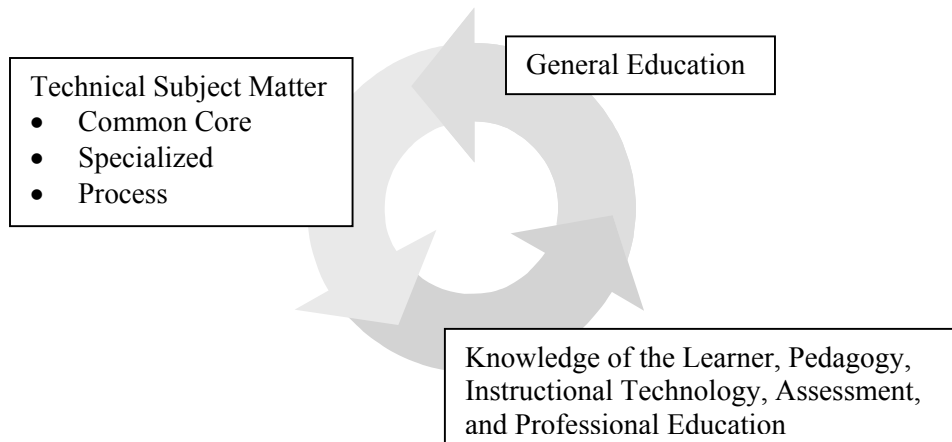 General Education
Technical Subject Matter
• Common Core
• Specialized
• Process
Knowledge of the Learner, Pedagogy,
Instructional Technology, Assessment,
and Professional Education